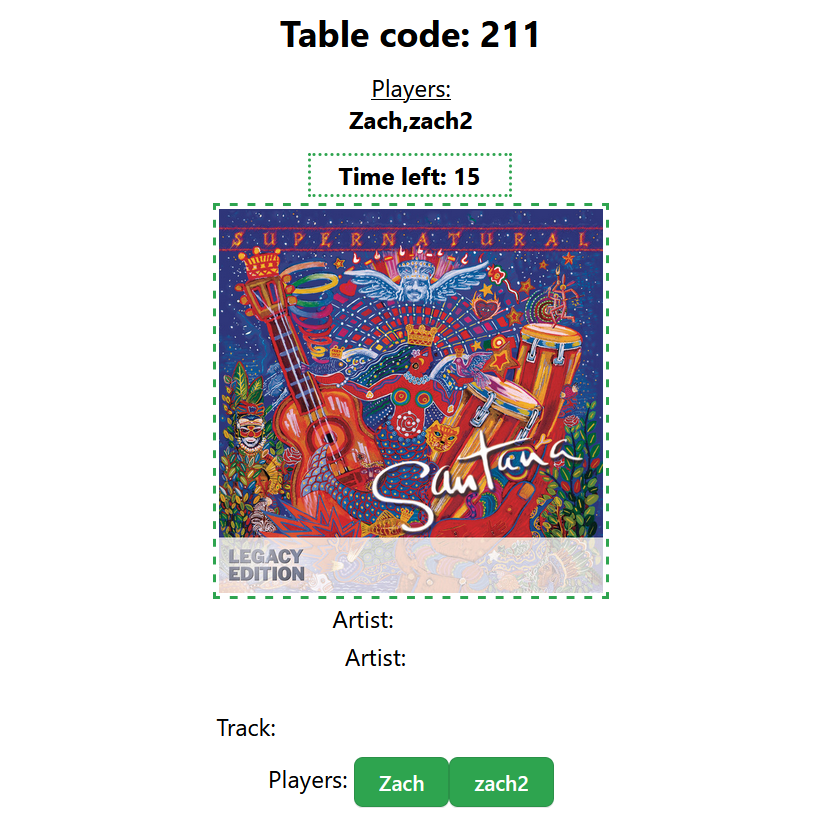 Table code: 211
Players:
Zach,zach2
Time left: 15
SUPERNATURAL
Santana
LEGACY
EDITION
Artist:
Artist:
Track:
Players: Zach zach2